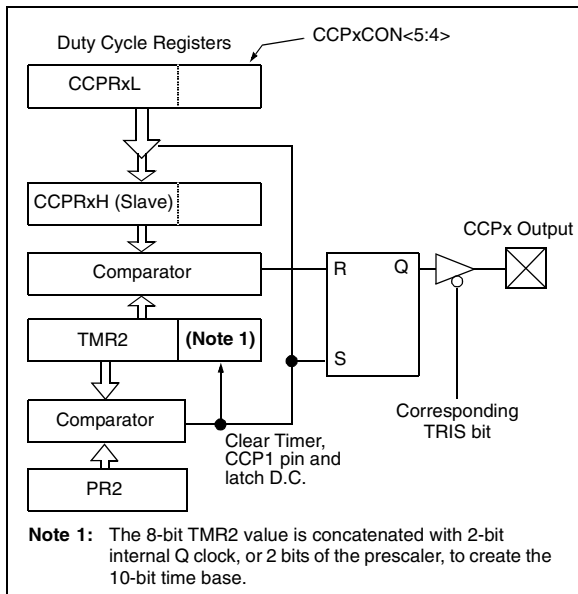 Duty Cycle Registers
CCPxCON<5:4>
CCPRxL
CCPRxH (Slave)
Comparator
TMR2
(Note 1)
Comparator
PR2
R
Q
S
CCPx Output
Corresponding
TRIS bit
Clear Timer,
CCP1 pin and
latch D.C.
Note 1: The 8-bit TMR2 value is concatenated with 2-bit
internal Q clock, or 2 bits of the prescaler, to create the
10-bit time base.